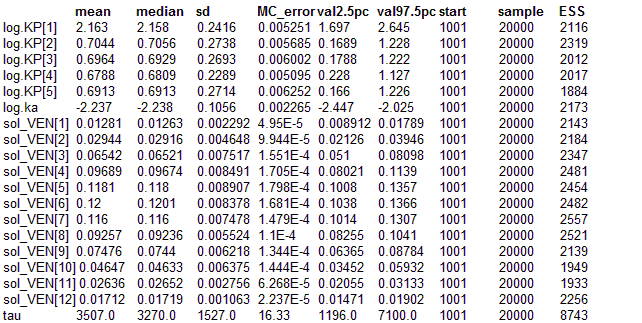 mean median sd MC_error val2.5pc val97.5pc start sample ESS
log.KP[1] 2.163 2.158 0.2416 0.005251 1.697 2.645 1001 20000 2116
log.KP[2] 0.7044 0.7056 0.2738 0.005685 0.1689 1.228 1001 20000 2319
log.KP[3] 0.6964 0.6929 0.2693 0.006002 0.1788 1.222 1001 20000 2012
log.KP[4] 0.6788 0.6809 0.2289 0.005095 0.228 1.127 1001 20000 2017
log.KP[5] 0.6913 0.6913 0.2714 0.006252 0.166 1.226 1001 20000 1884
log.ka -2.237 -2.238 0.1056 0.002265 -2.447 -2.025 1001 20000 2173
sol_VEN[1] 0.01281 0.01263 0.002292 4.95E-5 0.008912 0.01789 1001 20000 2143
sol_VEN[2] 0.02944 0.02916 0.004648 9.944E-5 0.02126 0.03946 1001 20000 2184
sol_VEN[3] 0.06542 0.06521 0.007517 1.551E-4 0.051 0.08098 1001 20000 2347
sol_VEN[4] 0.09689 0.09674 0.008491 1.705E-4 0.08021 0.1139 1001 20000 2481
sol_VEN[5] 0.1181 0.118 0.008907 1.798E-4 0.1008 0.1357 1001 20000 2454
sol_VEN[6] 0.12 0.1201 0.008378 1.681E-4 0.1038 0.1366 1001 20000 2482
sol_VEN[7] 0.116 0.116 0.007478 1.479E-4 0.1014 0.1307 1001 20000 2557
sol_VEN[8] 0.09257 0.09236 0.005524 1.1E-4 0.08255 0.1041 1001 20000 2521
sol_VEN[9] 0.07476 0.0744 0.006218 1.344E-4 0.06365 0.08784 1001 20000 2139
sol_VEN[10] 0.04647 0.04633 0.006375 1.444E-4 0.03452 0.05932 1001 20000 1949
sol_VEN[11] 0.02636 0.02652 0.002756 6.268E-5 0.02055 0.03133 1001 20000 1933
sol_VEN[12] 0.01712 0.01719 0.001063 2.237E-5 0.01471 0.01902 1001 20000 2256
tau 3507.0 3270.0 1527.0 16.33 1196.0 7100.0 1001 20000 8743